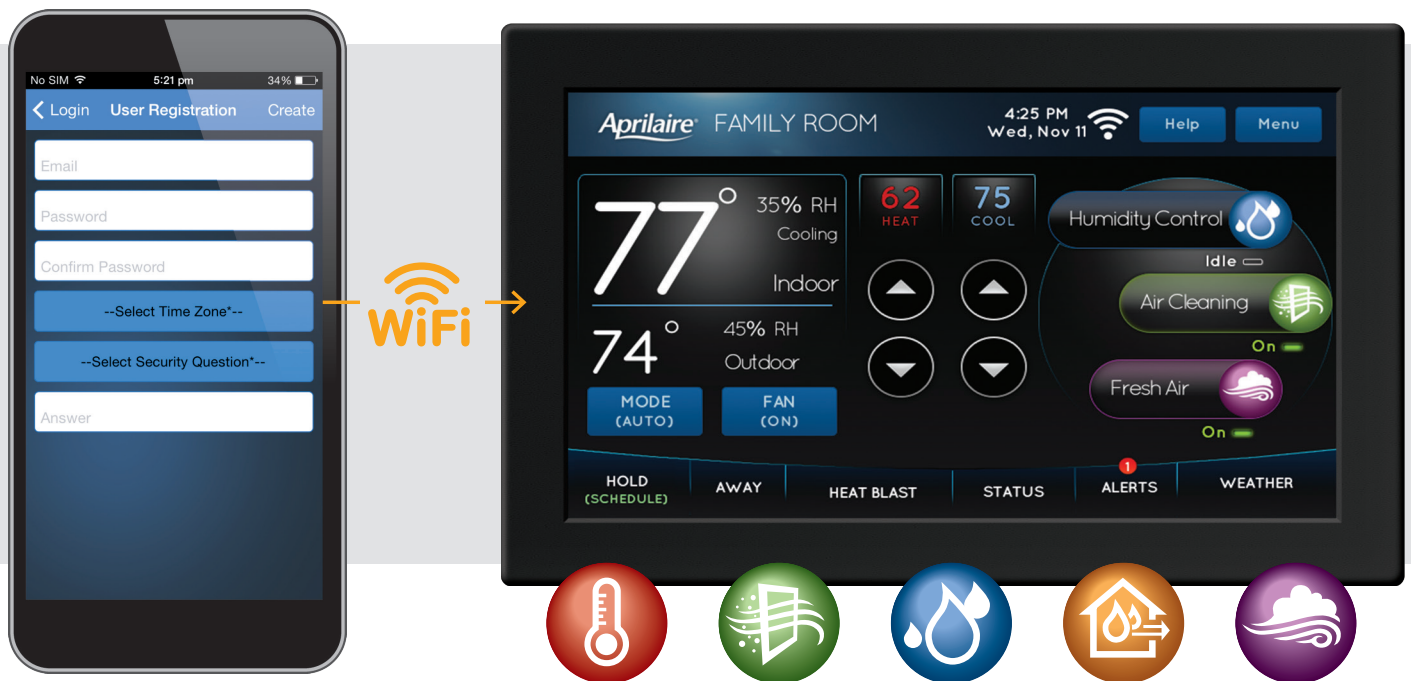 No SIM 5:21 pm 34%
Login User Registration Create
Email
Password
Confirm Password
--Select Time Zone*--
--Select Security Question*--
Answer
WiFi
Aprilaire® FAMILY ROOM
4:25 PM
Wed, Nov 11
Help
Menu
77° 35% RH
Cooling
Indoor
74° 45% RH
Outdoor
MODE
(AUTO)
FAN
(ON)
62
HEAT
75
COOL
Humidity Control
Idle
Air Cleaning
On
Fresh Air
On
HOLD
(SCHEDULE)
AWAY
HEAT BLAST
STATUS
1
ALERTS
WEATHER